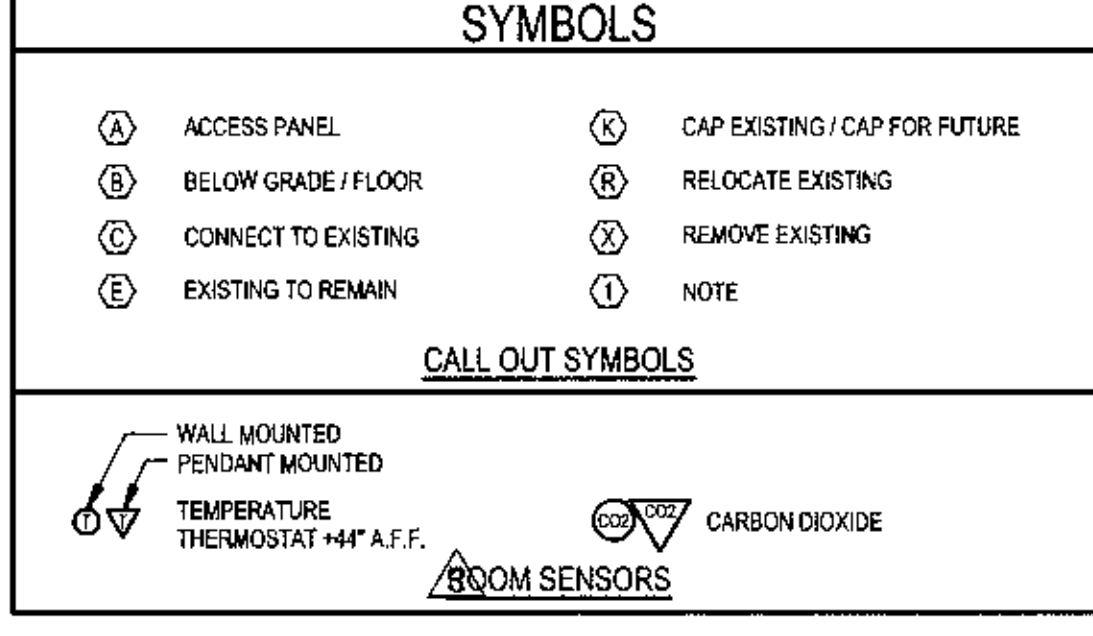 SYMBOLS
A ACCESS PANEL
B BELOW GRADE / FLOOR
C CONNECT TO EXISTING
E EXISTING TO REMAIN
K CAP EXISTING / CAP FOR FUTURE
R RELOCATE EXISTING
X REMOVE EXISTING
1 NOTE
CALL OUT SYMBOLS
WALL MOUNTED
PENDANT MOUNTED
T T TEMPERATURE
THERMOSTAT +44" A.F.F.
CO2 CO2 CARBON DIOXIDE
ROOM SENSORS